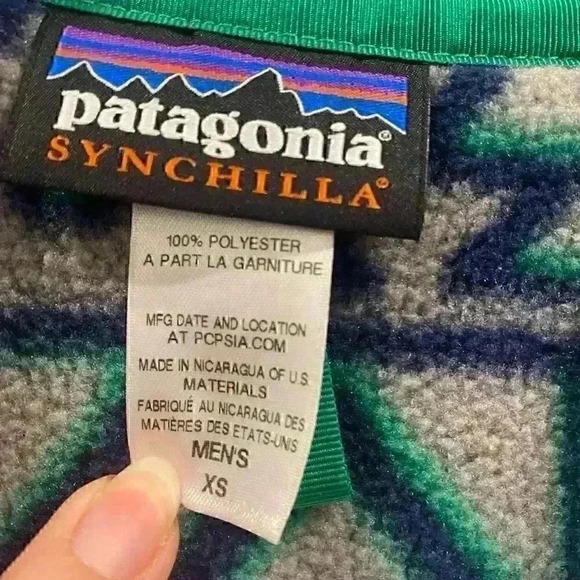 patagonia®
SYNCHILLA®
100% POLYESTER
A PART LA GARNITURE
MFG DATE AND LOCATION
AT PCPSIA.COM
MADE IN NICARAGUA OF U.S.
MATERIALS
FABRIQUÉ AU NICARAGUA DES
MATIÈRES DES ETATS-UNIS
MEN'S
XS